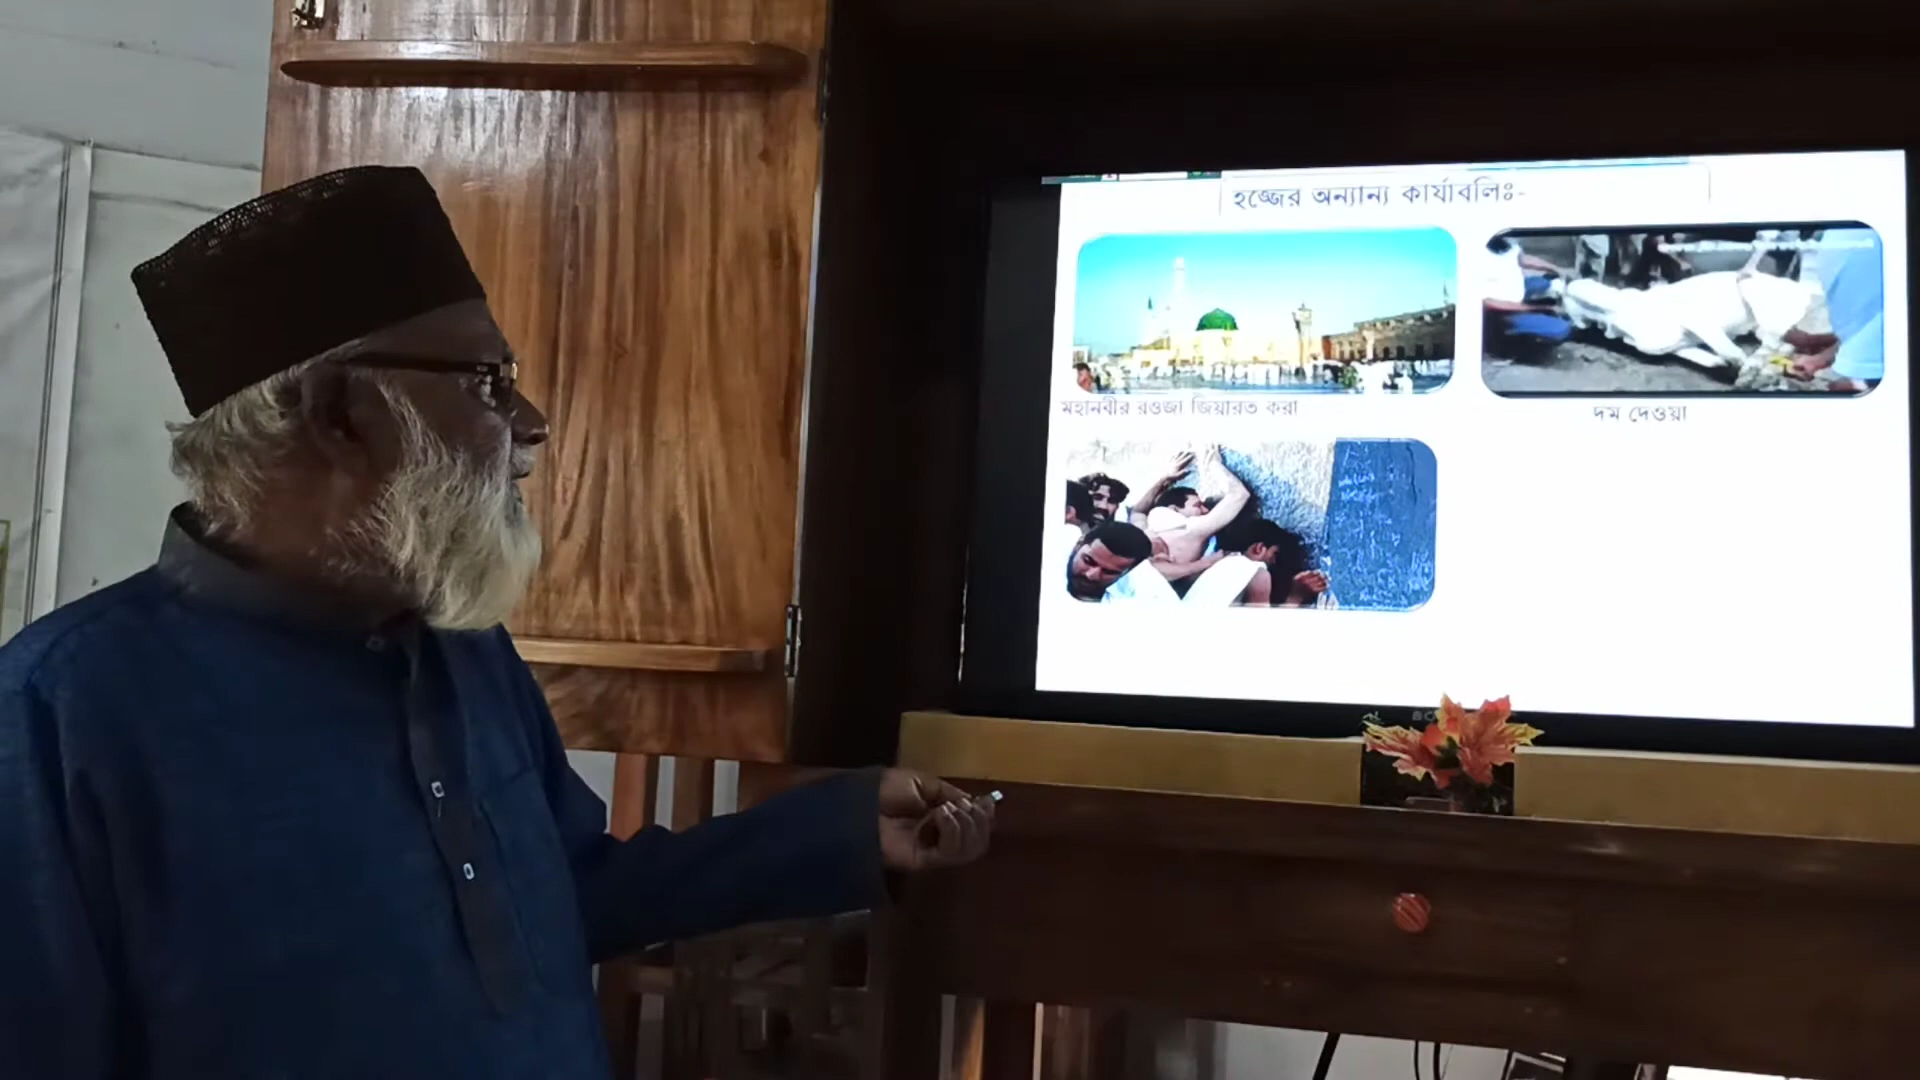 হজ্জের অন্যান্য কার্যাবলিঃ-
মহানবীর রওজা জিয়ারত করা
দম দেওয়া